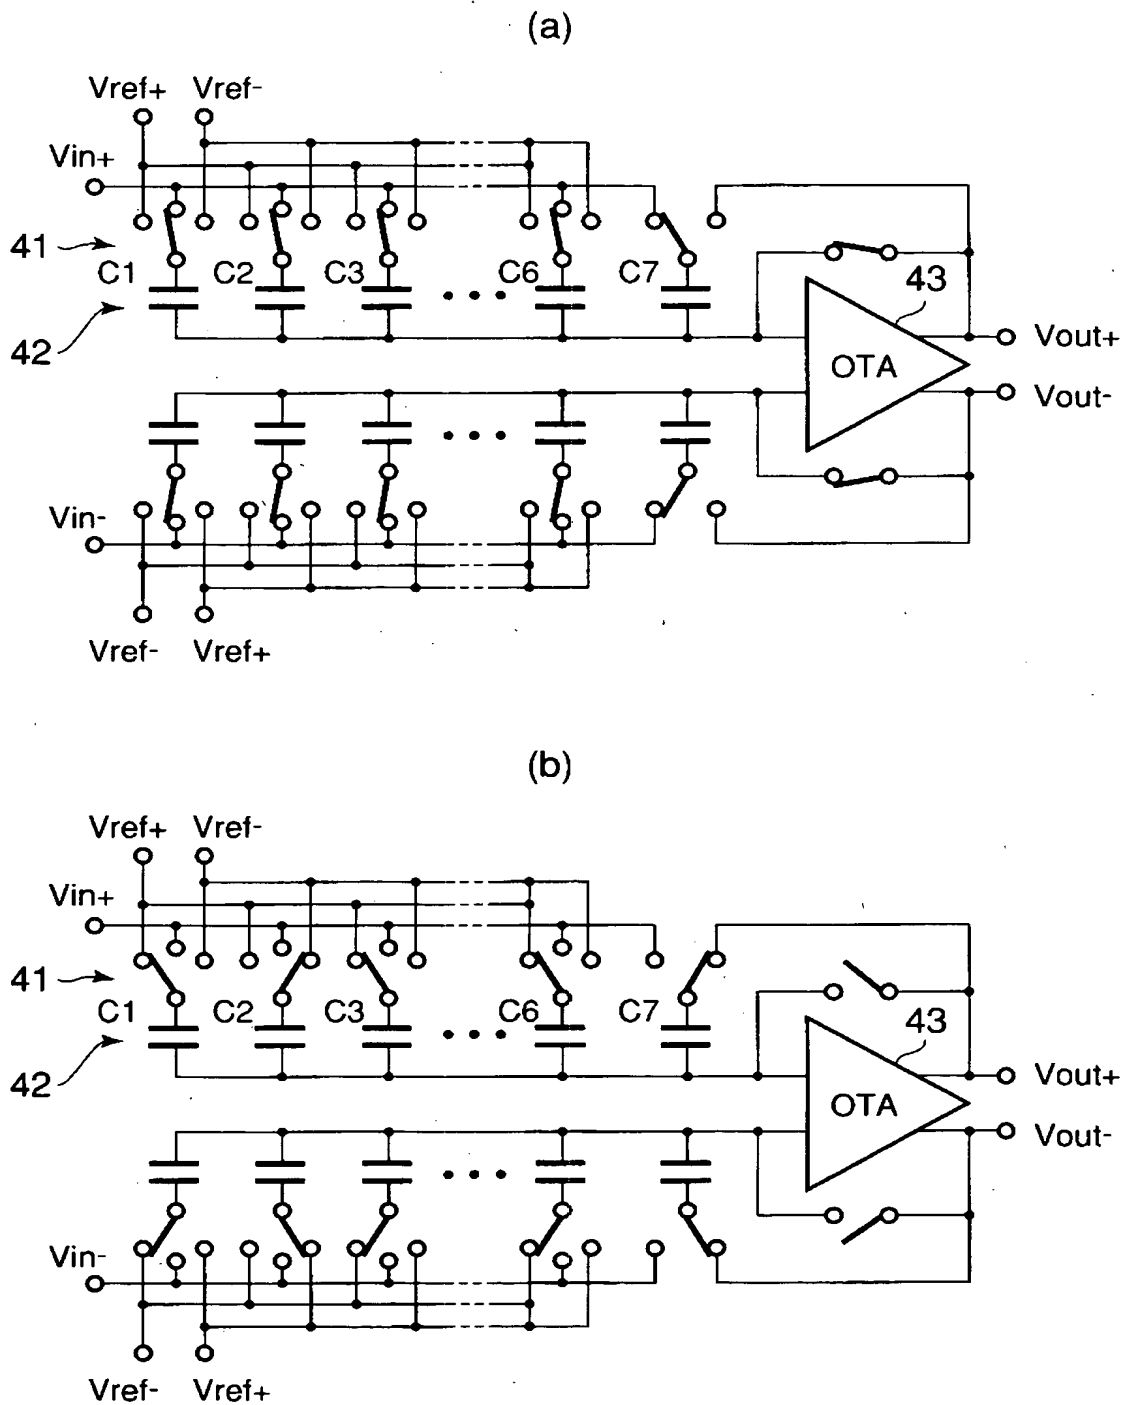 (a)
Vref+ Vref-
Vin+
41
C1 C2 C3 C6 C7
43
42
OTA
Vout+
Vout-
Vin-
Vref- Vref+
(b)
Vref+ Vref-
Vin+
41
C1 C2 C3 C6 C7
43
42
OTA
Vout+
Vout-
Vin-
Vref- Vref+